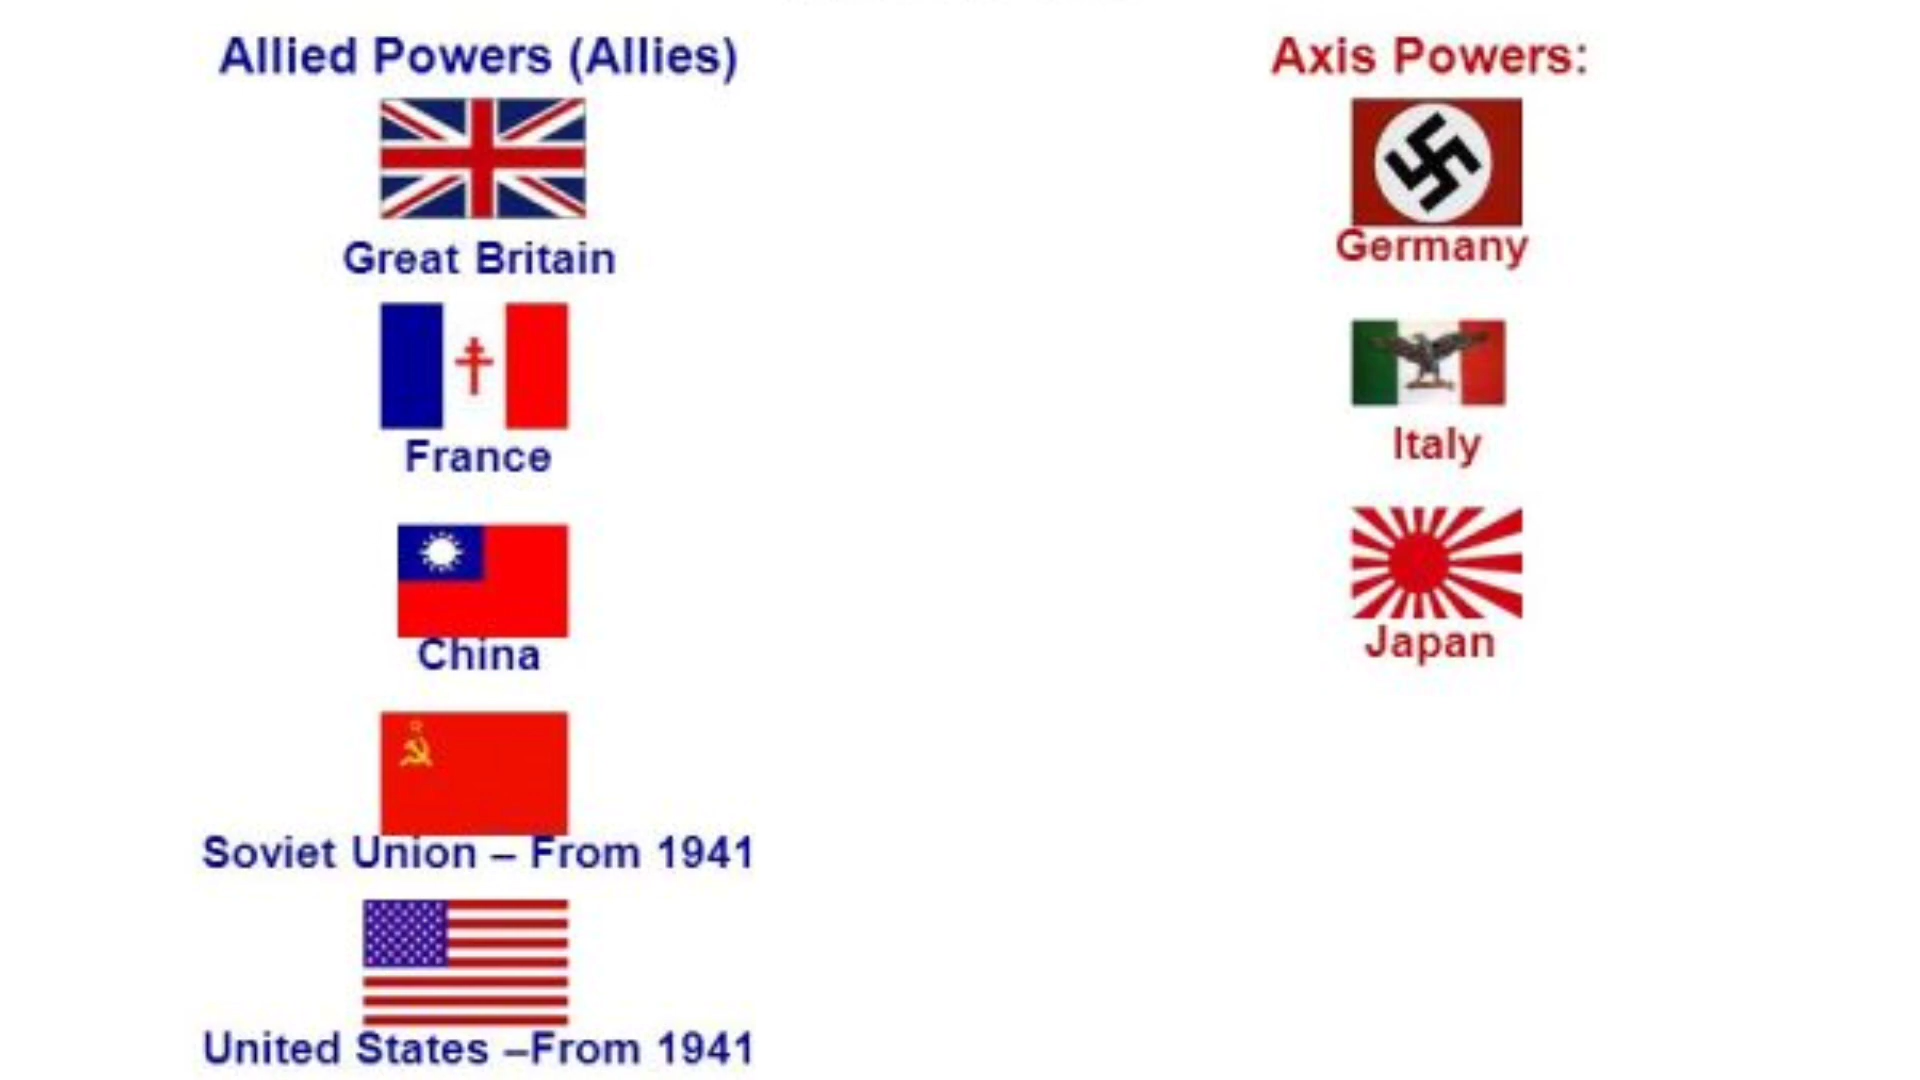 Allied Powers (Allies)
Great Britain
France
China
Soviet Union – From 1941
United States –From 1941
Axis Powers:
Germany
Italy
Japan